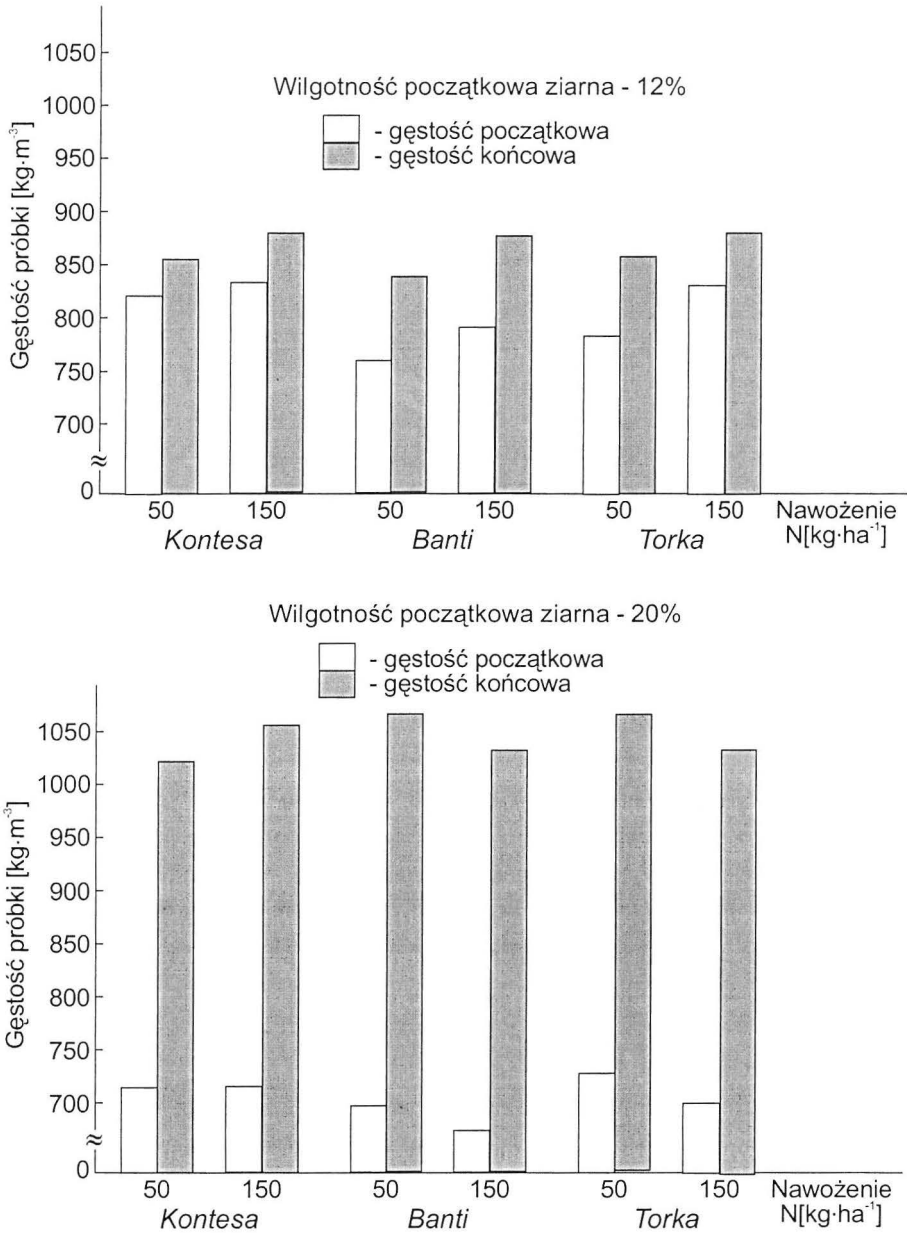 1050
Wilgotność początkowa ziarna - 12%
1000
- gęstość początkowa
950
- gęstość końcowa
900
850
800
750
700
≈
0
Gęstość próbki [kg·m⁻³]
50 150 50 150 50 150 Nawożenie
Kontesa Banti Torka N[kg·ha⁻¹]
Wilgotność początkowa ziarna - 20%
- gęstość początkowa
- gęstość końcowa
1050
1000
950
900
850
800
750
700
≈
0
Gęstość próbki [kg·m⁻³]
50 150 50 150 50 150 Nawożenie
Kontesa Banti Torka N[kg·ha⁻¹]